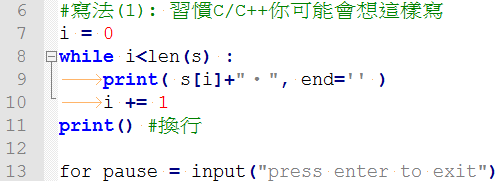 6 #寫法(1): 習慣C/C++你可能會想這樣寫
7 i = 0
8 while i<len(s) :
9 print( s[i]+"·", end='' )
10 i += 1
11 print() #換行
12
13 for pause = input("press enter to exit")